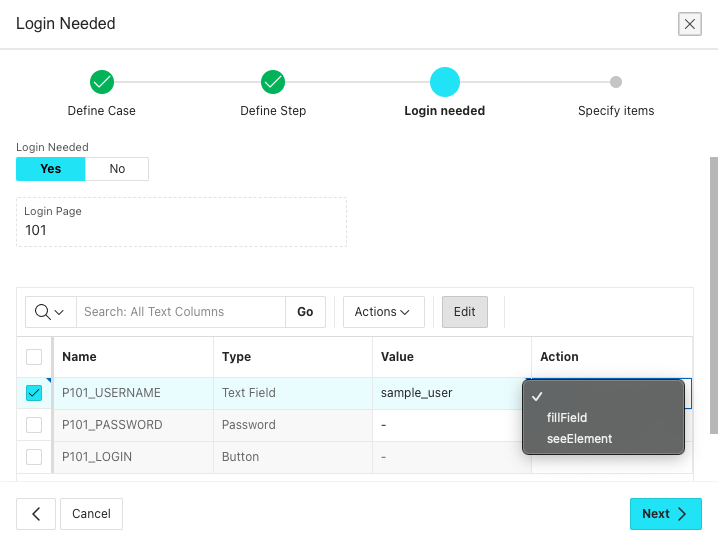 Login Needed
Define Case
Define Step
Login needed
Specify items
Login Needed
Yes No
Login Page
101
Search: All Text Columns Go Actions Edit
Name Type Value Action
P101_USERNAME Text Field sample_user
fillField
P101_PASSWORD Password -
seeElement
P101_LOGIN Button -
Cancel Next